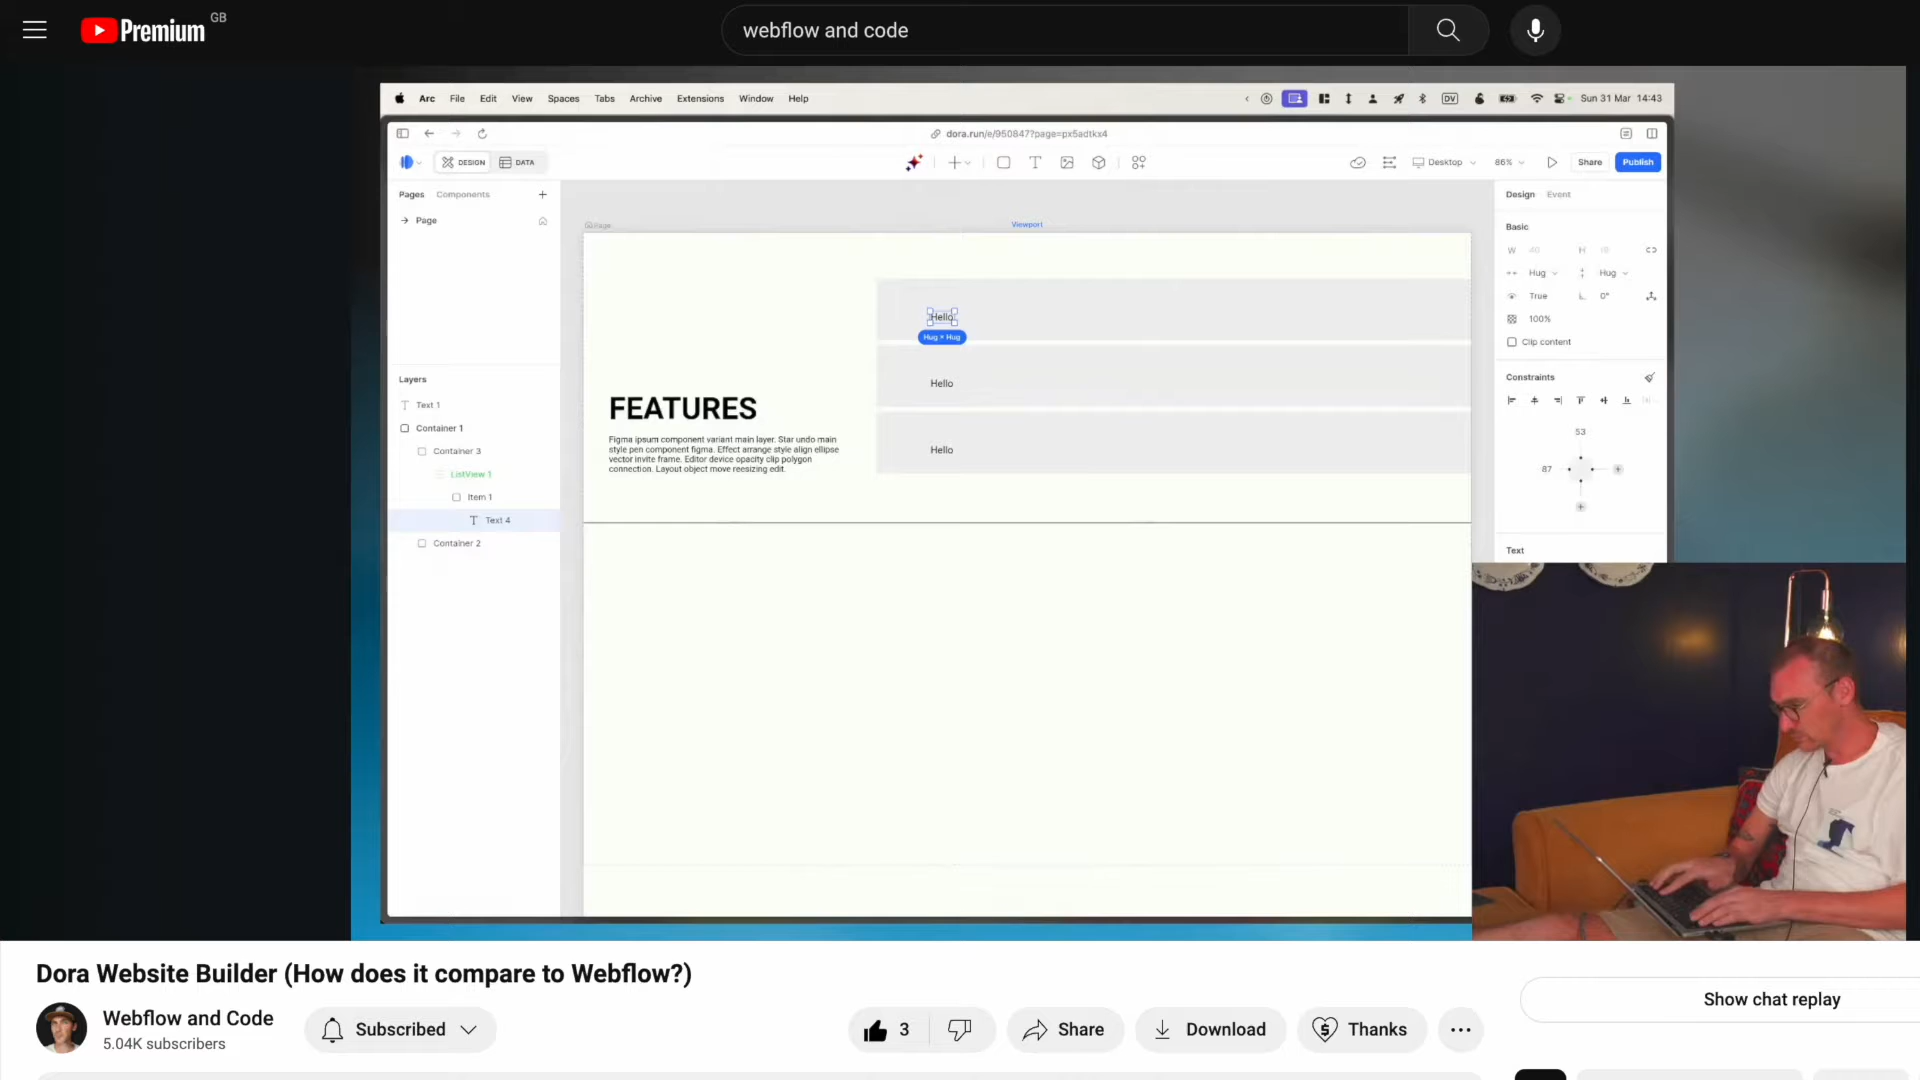 Premium GB
webflow and code
Arc File Edit View Spaces Tabs Archive Extensions Window Help
DV
Sun 31 Mar 14:43
dora.run/e/950847?page=px5adtkx4
DESIGN DATA
Desktop 86% Share Publish
Pages Components
Page
Page
Viewport
Design Event
Basic
W 40 H 19
Hug Hug
True 0°
100%
Clip content
Constraints
53
87
Text
Layers
Text 1
Container 1
Container 3
ListView 1
Item 1
Text 4
Container 2
Hello
Hug × Hug
Hello
Hello
FEATURES
Figma ipsum component variant main layer. Star undo main
style pen component figma. Effect arrange style align ellipse
vector invite frame. Editor device opacity clip polygon
connection. Layout object move reesizing edit.
Dora Website Builder (How does it compare to Webflow?)
Webflow and Code
5.04K subscribers
Subscribed
3
Share
Download
Thanks
Show chat replay